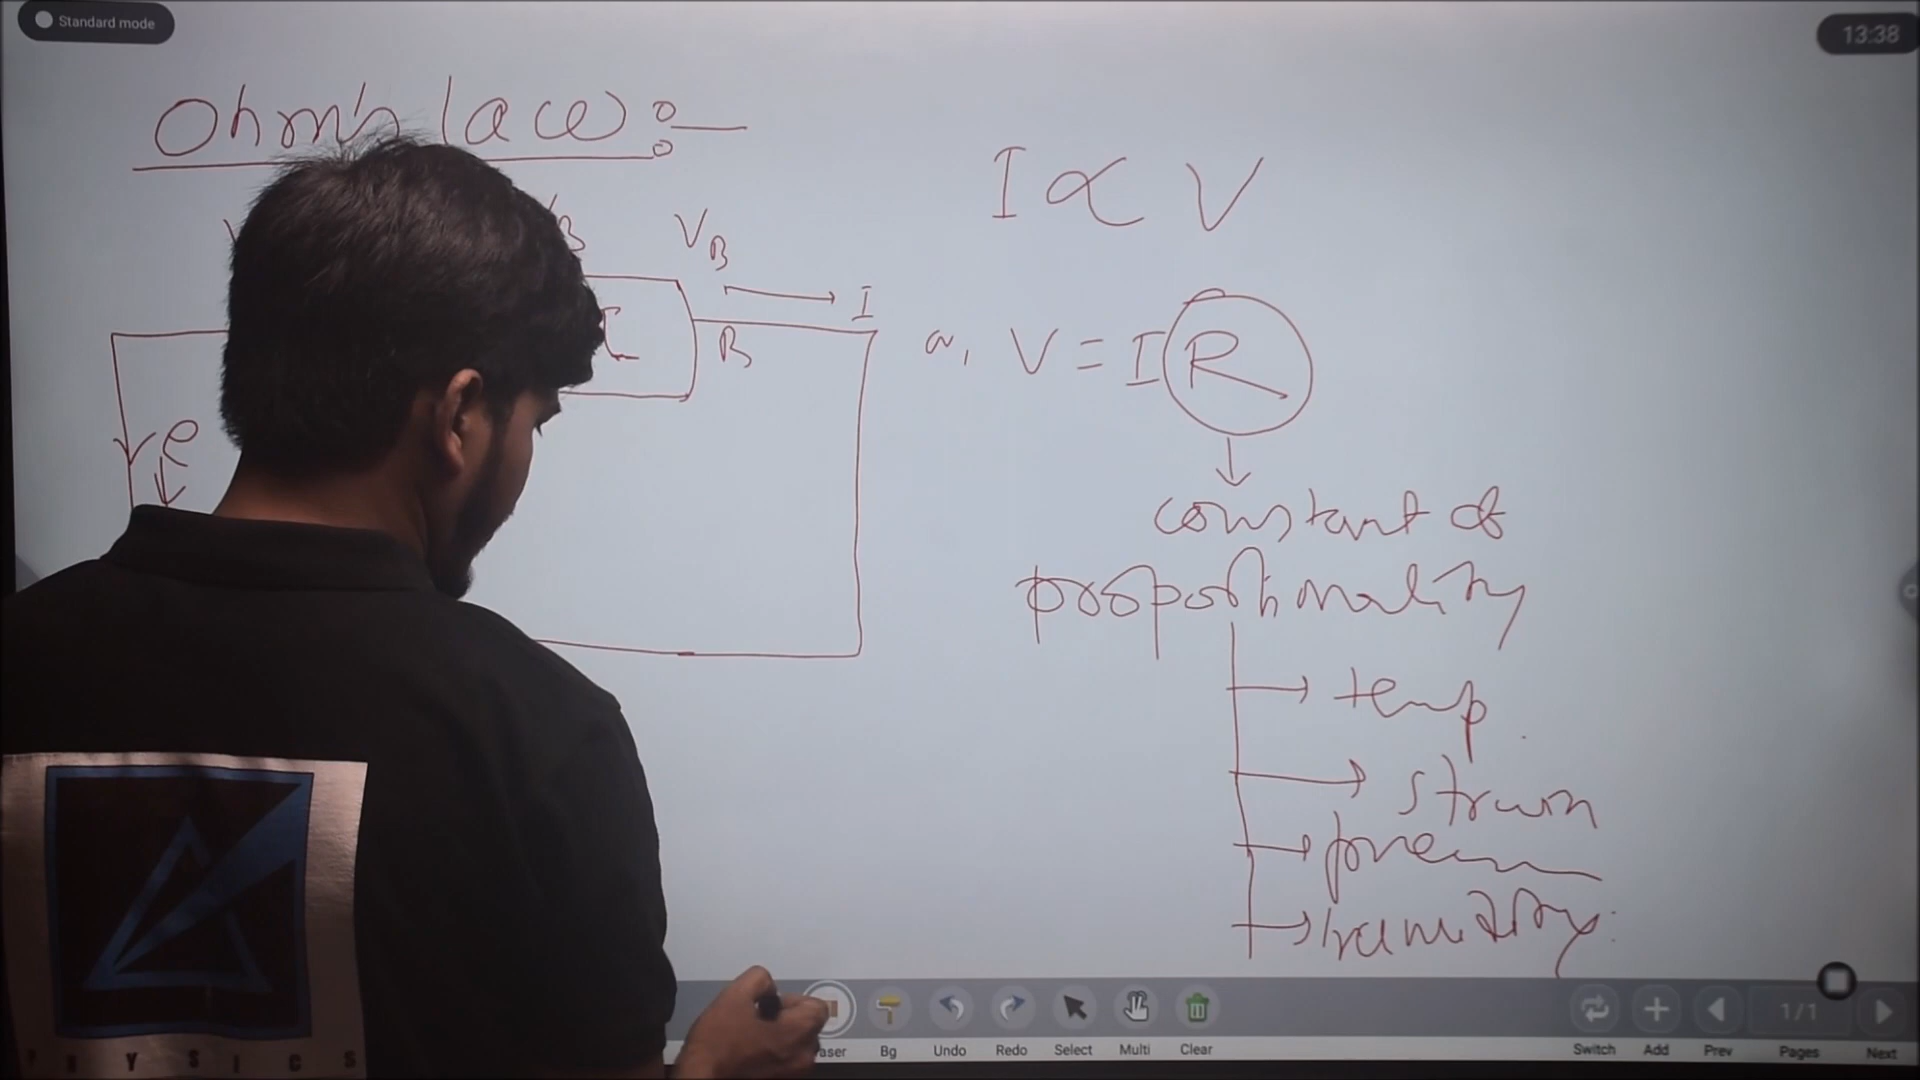 Standard mode
13:38
Ohm's law :-
I ∝ V
V_B
I
B
or, V = IR
e
constant of
proportionality
temp
strain
pressure
humidity
PHYSICS
Bg
Undo
Redo
Select
Multi
Clear
Switch
Add
Prev
1/1
Pages
Next